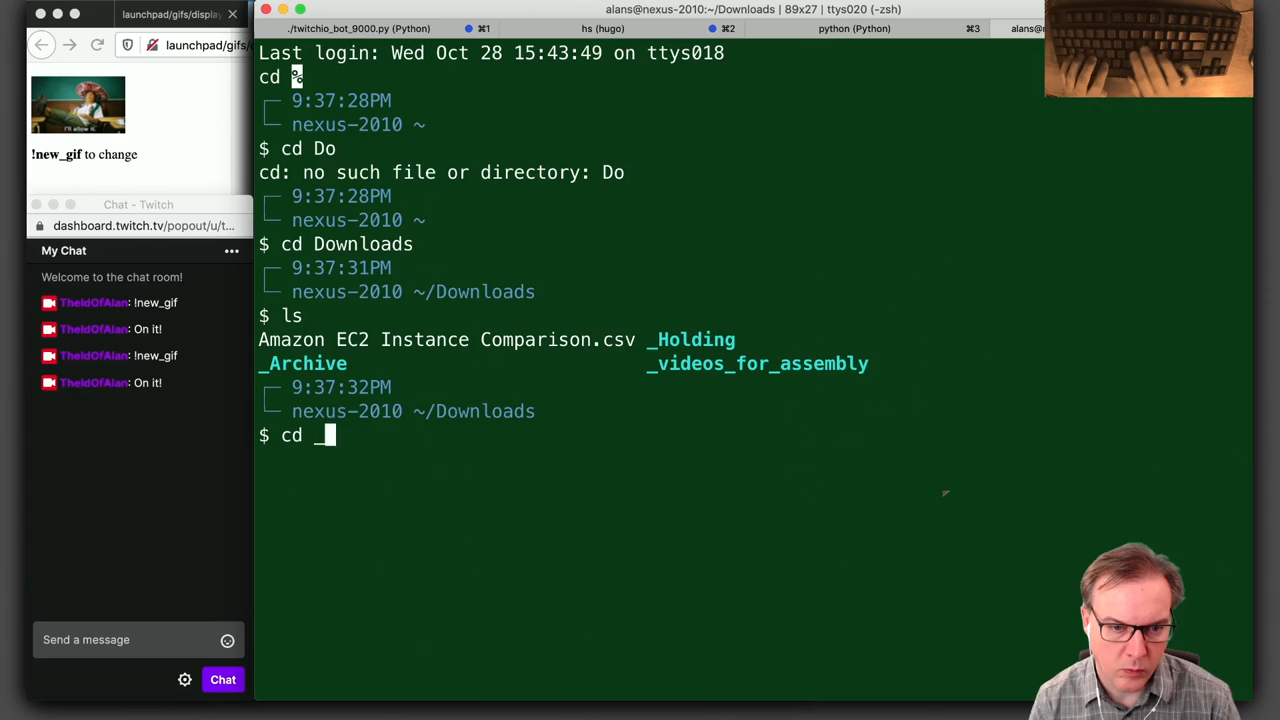 launchpad/gifs/display
launchpad/gifs/
I'll allow it.
!new_gif to change
Chat - Twitch
dashboard.twitch.tv/popout/u/t...
My Chat
Welcome to the chat room!
TheIdOfAlan: !new_gif
TheIdOfAlan: On it!
TheIdOfAlan: !new_gif
TheIdOfAlan: On it!
Send a message
Chat
alans@nexus-2010:~/Downloads | 89x27 | ttys020 (-zsh)
./twitchio_bot_9000.py (Python) ⌘1
hs (hugo) ⌘2
python (Python) ⌘3
alans@n
Last login: Wed Oct 28 15:43:49 on ttys018
cd %
9:37:28PM
nexus-2010 ~
$ cd Do
cd: no such file or directory: Do
9:37:28PM
nexus-2010 ~
$ cd Downloads
9:37:31PM
nexus-2010 ~/Downloads
$ ls
Amazon EC2 Instance Comparison.csv _Holding
_Archive _videos_for_assembly
9:37:32PM
nexus-2010 ~/Downloads
$ cd _